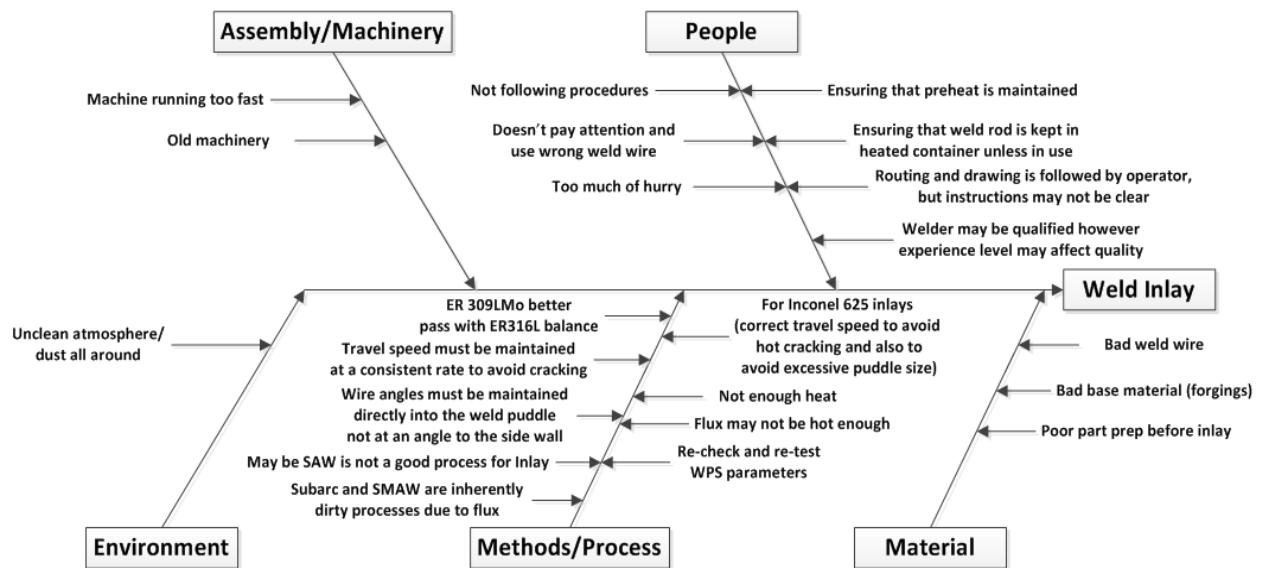 Assembly/Machinery
People
Machine running too fast
Old machinery
Not following procedures
Doesn't pay attention and
use wrong weld wire
Too much of hurry
Ensuring that preheat is maintained
Ensuring that weld rod is kept in
heated container unless in use
Routing and drawing is followed by operator,
but instructions may not be clear
Welder may be qualified however
experience level may affect quality
Weld Inlay
Unclean atmosphere/
dust all around
ER 309LMo better
pass with ER316L balance
Travel speed must be maintained
at a consistent rate to avoid cracking
Wire angles must be maintained
directly into the weld puddle
not at an angle to the side wall
May be SAW is not a good process for Inlay
Subarc and SMAW are inherently
dirty processes due to flux
For Inconel 625 inlays
(correct travel speed to avoid
hot cracking and also to
avoid excessive puddle size)
Not enough heat
Flux may not be hot enough
Re-check and re-test
WPS parameters
Bad weld wire
Bad base material (forgings)
Poor part prep before inlay
Environment
Methods/Process
Material